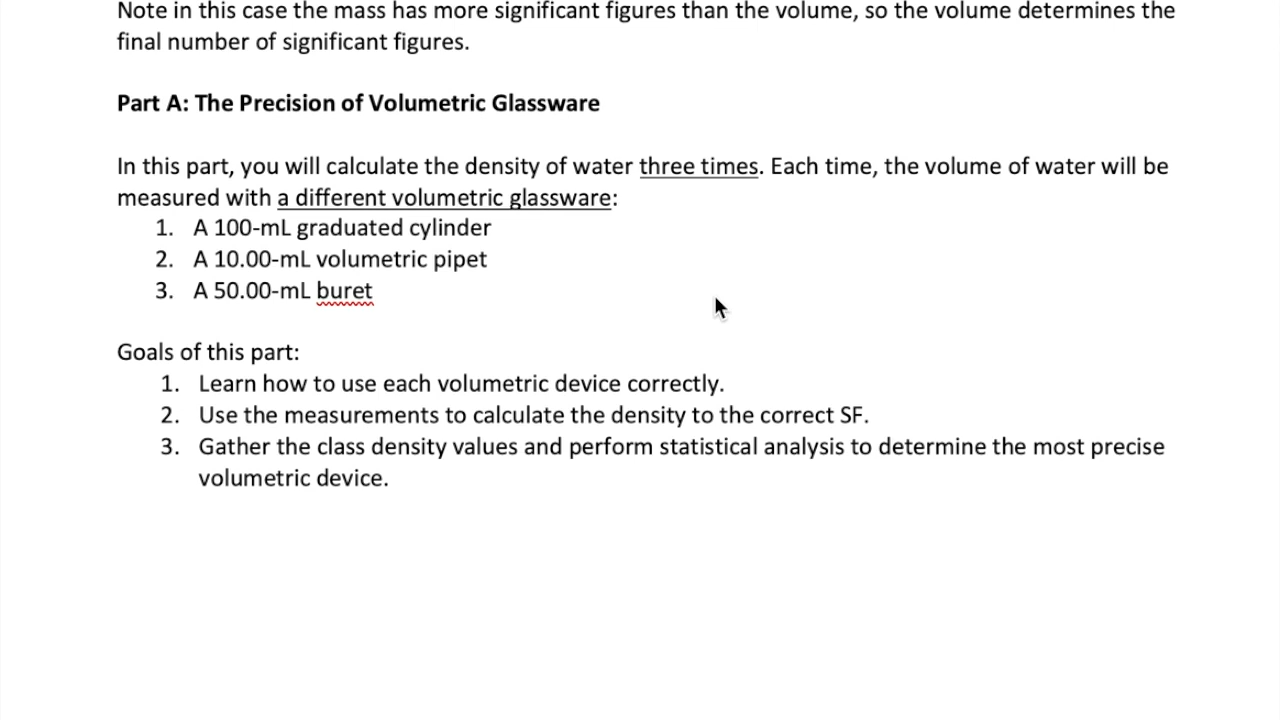 Note in this case the mass has more significant figures than the volume, so the volume determines the
final number of significant figures.
Part A: The Precision of Volumetric Glassware
In this part, you will calculate the density of water three times. Each time, the volume of water will be
measured with a different volumetric glassware:
1. A 100-mL graduated cylinder
2. A 10.00-mL volumetric pipet
3. A 50.00-mL buret
Goals of this part:
1. Learn how to use each volumetric device correctly.
2. Use the measurements to calculate the density to the correct SF.
3. Gather the class density values and perform statistical analysis to determine the most precise
volumetric device.